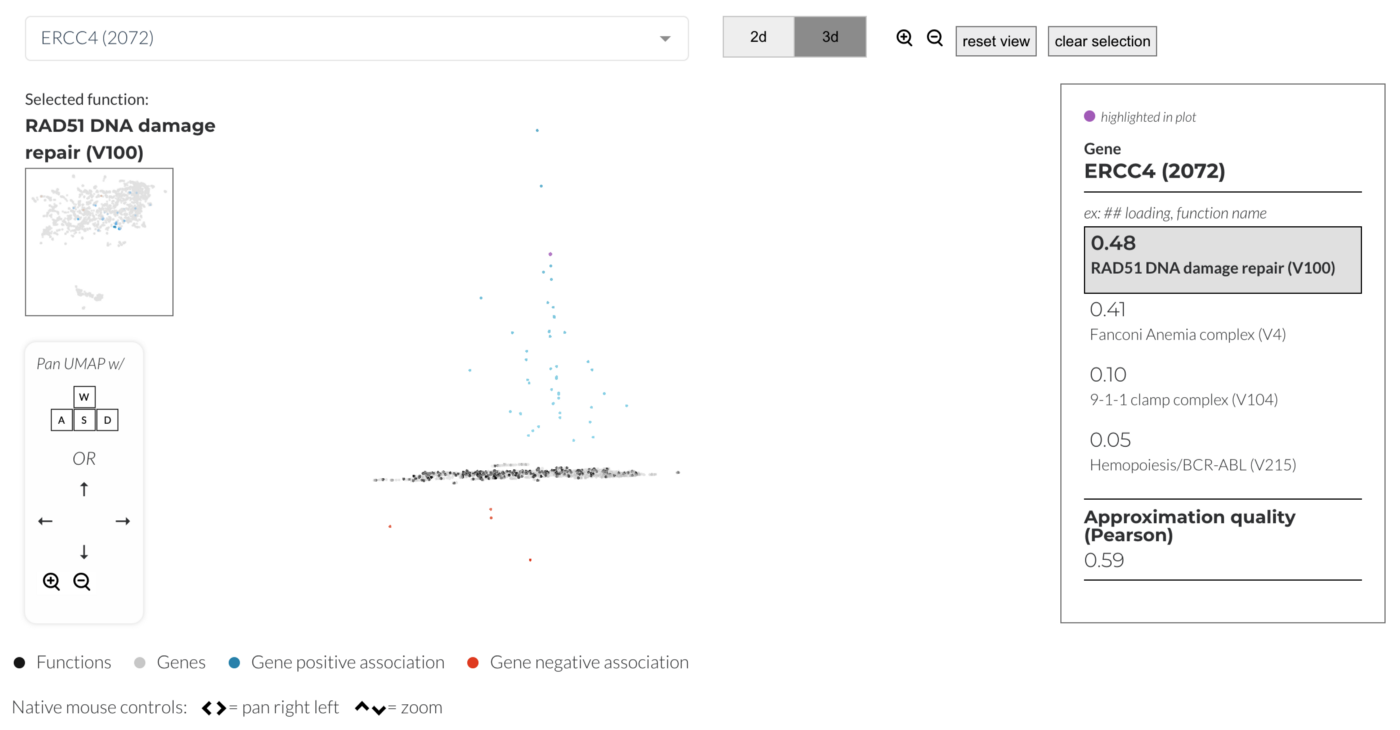 ERCC4 (2072)
2d
3d
reset view
clear selection
Selected function:
RAD51 DNA damage
repair (V100)
Pan UMAP w/
W
A S D
OR
highlighted in plot
Gene
ERCC4 (2072)
ex: ## loading, function name
0.48
RAD51 DNA damage repair (V100)
0.41
Fanconi Anemia complex (V4)
0.10
9-1-1 clamp complex (V104)
0.05
Hemopoiesis/BCR-ABL (V215)
Approximation quality
(Pearson)
0.59
Functions Genes Gene positive association Gene negative association
Native mouse controls: = pan right left = zoom